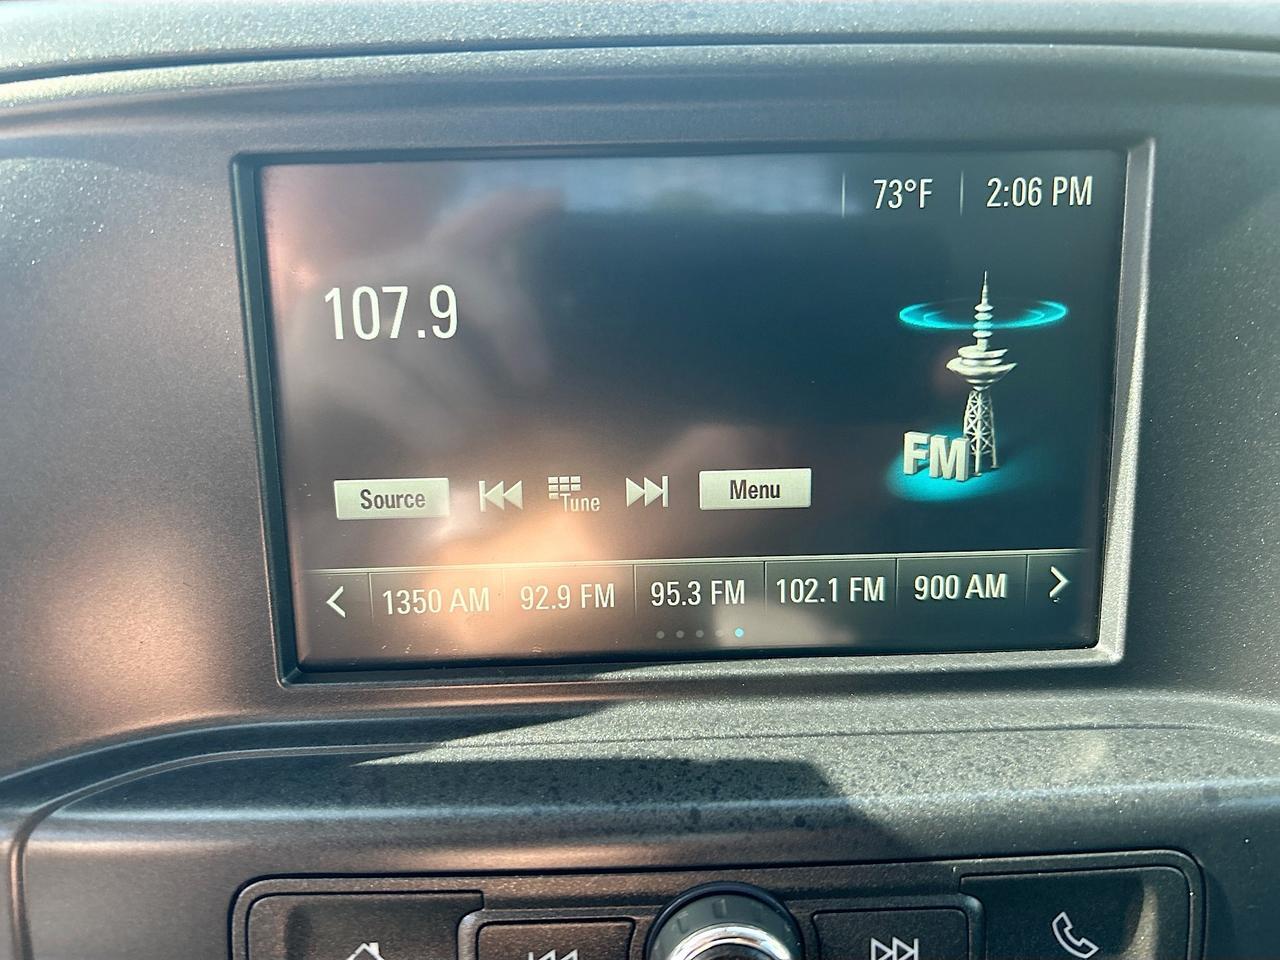 73°F 2:06 PM
107.9
FM
Source Tune Menu
1350 AM 92.9 FM 95.3 FM 102.1 FM 900 AM